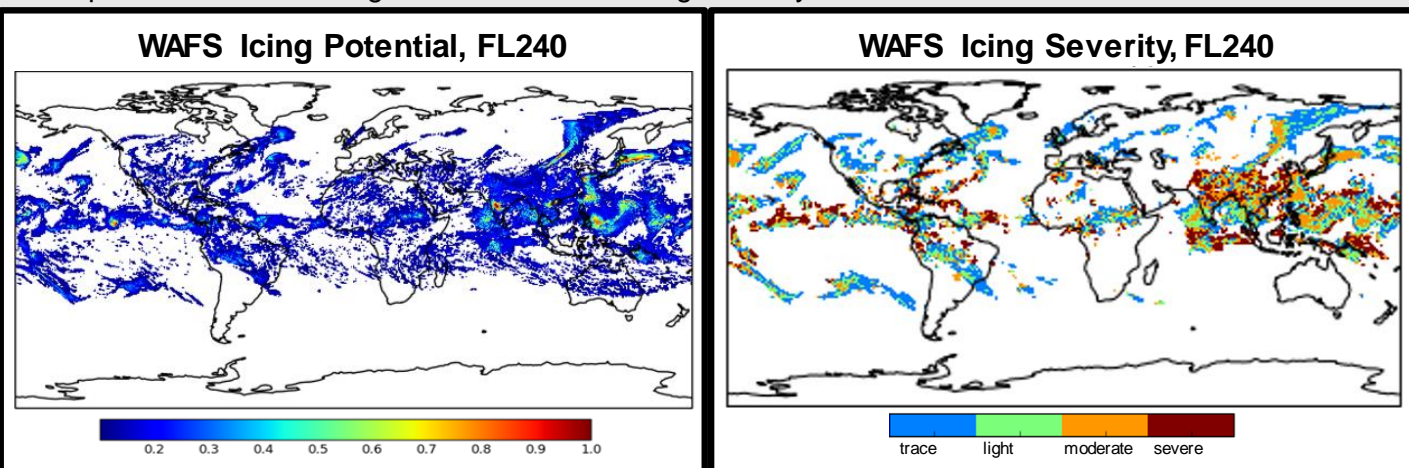 WAFS Icing Potential, FL240
0.2 0.3 0.4 0.5 0.6 0.7 0.8 0.9 1.0
WAFS Icing Severity, FL240
trace light moderate severe